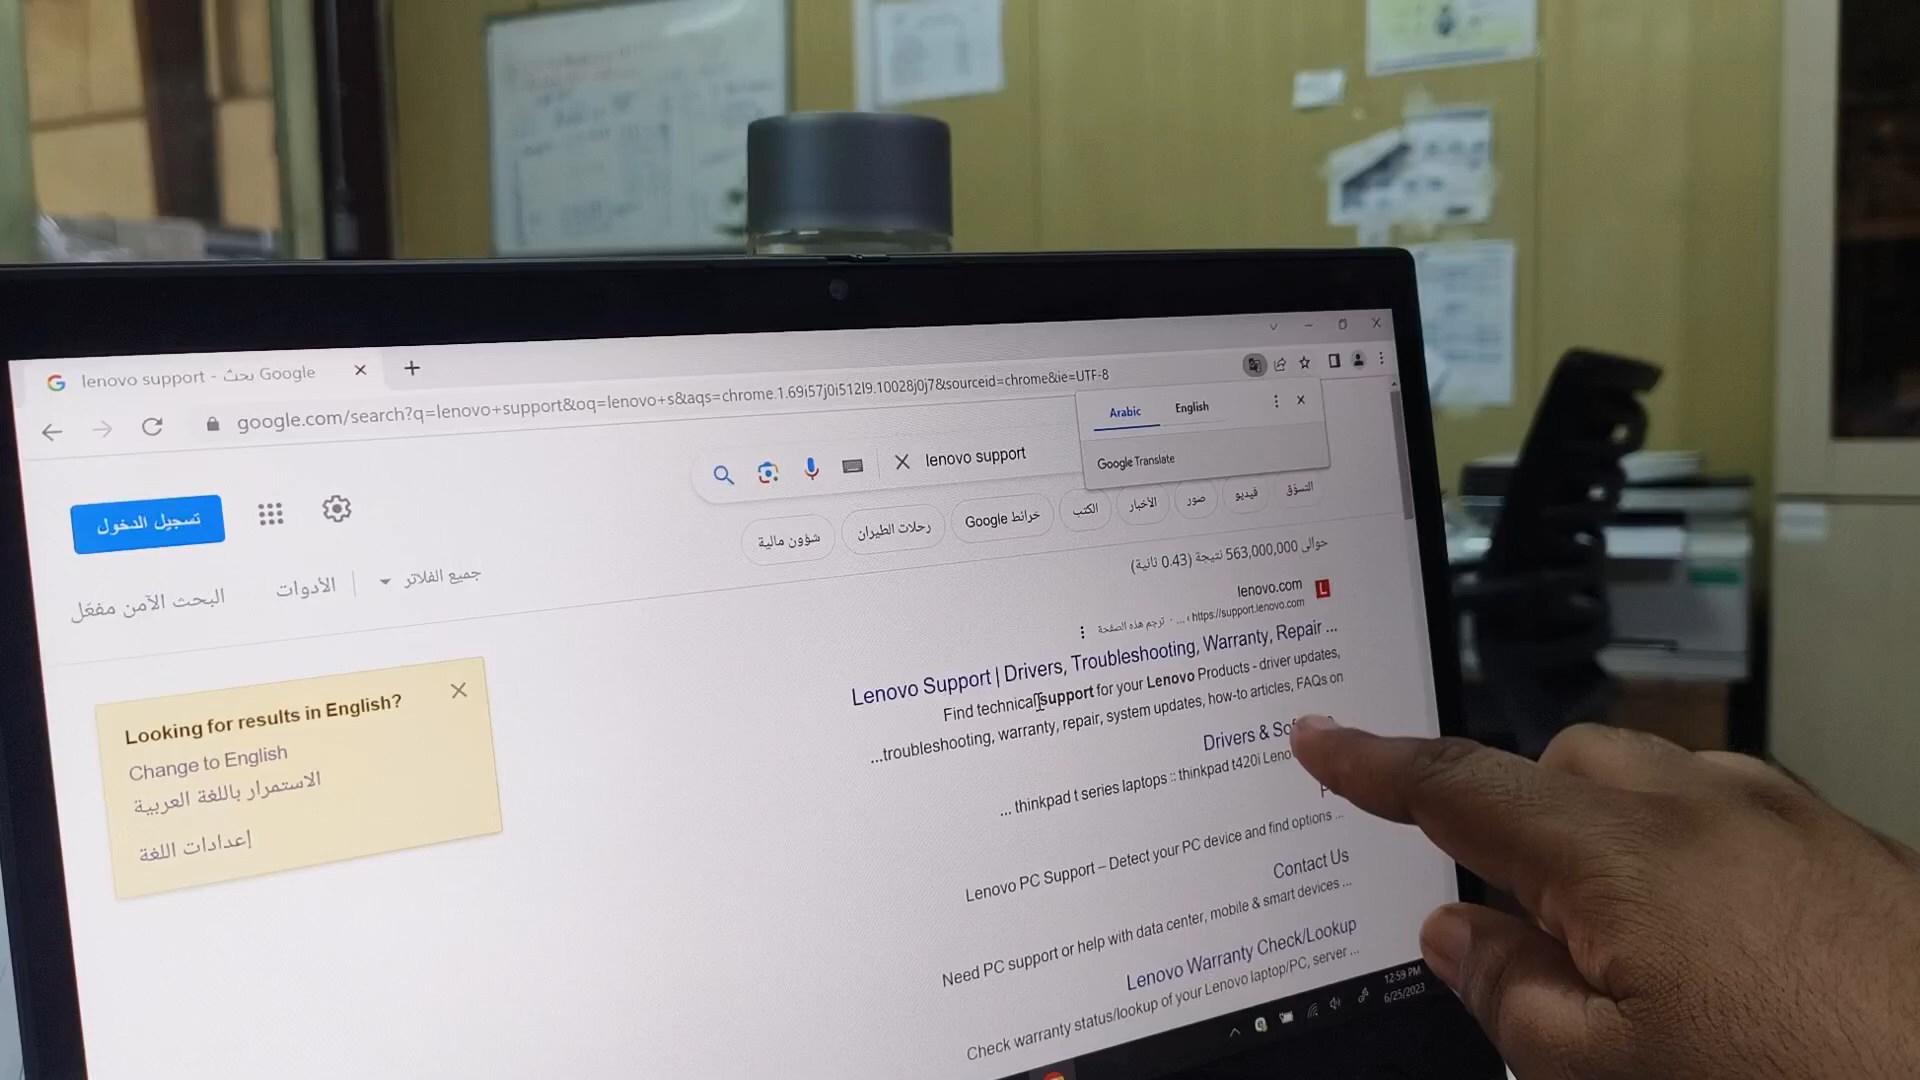 lenovo support - بحث Google
google.com/search?q=lenovo+support&oq=lenovo+s&aqs=chrome.1.69i57j0i512l9.10028j0j7&sourceid=chrome&ie=UTF-8
Arabic English
Google Translate
lenovo support
تسجيل الدخول
التسوّق فيديو صور الأخبار الكتب خرائط Google رحلات الطيران شؤون مالية
جميع الفلاتر الأدوات البحث الآمن مفعّل
حوالى 563,000,000 نتيجة (0.43 ثانية)
lenovo.com
https://support.lenovo.com › ... · ترجم هذه الصفحة
Lenovo Support | Drivers, Troubleshooting, Warranty, Repair ...
Find technical support for your Lenovo Products - driver updates,
...troubleshooting, warranty, repair, system updates, how-to articles, FAQs on
Drivers &
... thinkpad t series laptops :: thinkpad t420i
Lenovo PC Support – Detect your PC device and find options ...
Contact Us
Need PC support or help with data center, mobile & smart devices ...
Lenovo Warranty Check/Lookup
Check warranty status/lookup of your Lenovo laptop/PC, server ...
Looking for results in English?
Change to English
الاستمرار باللغة العربية
إعدادات اللغة
12:59 PM
6/25/2023